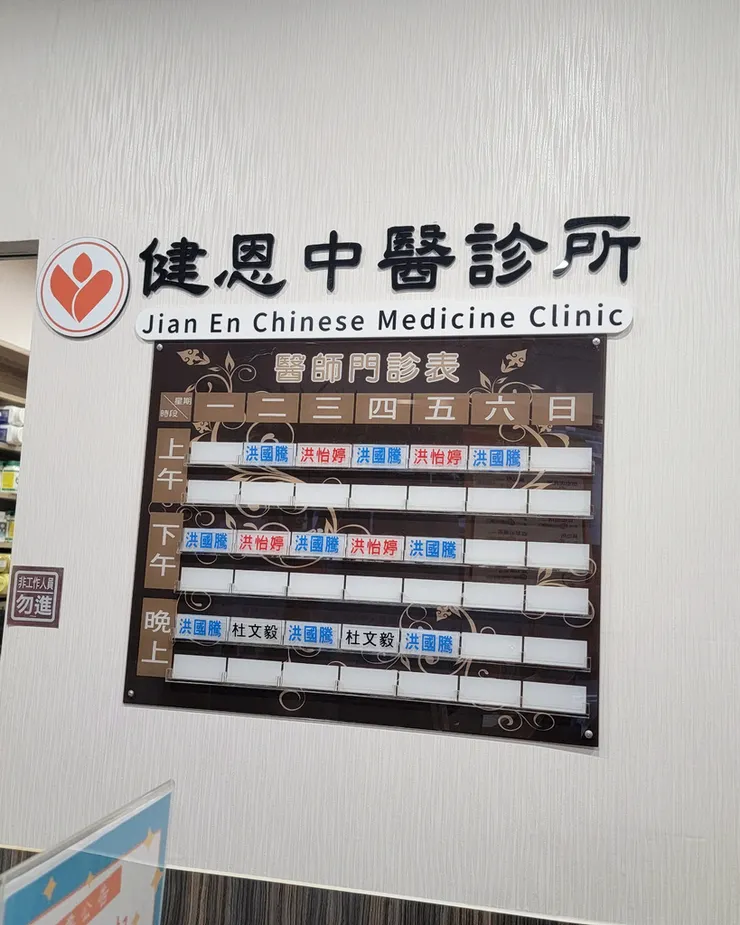 健恩中醫診所
Jian En Chinese Medicine Clinic
醫師門診表
星期
時段
一 二 三 四 五 六 日
上午
洪國騰 洪怡婷 洪國騰 洪怡婷 洪國騰
下午
洪國騰 洪怡婷 洪國騰 洪怡婷 洪國騰
晚上
洪國騰 杜文毅 洪國騰 杜文毅 洪國騰
非工作人員
勿進
公告